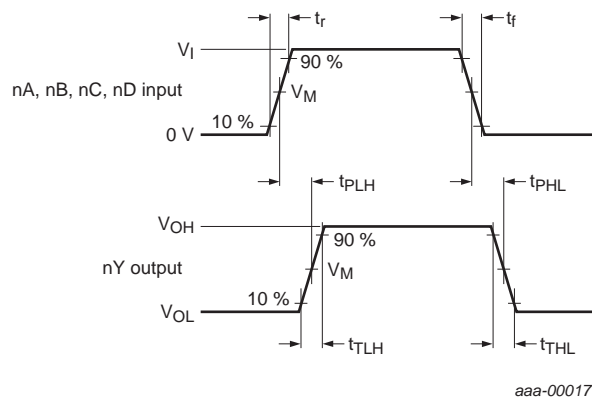 tr
tf
VI
90 %
nA, nB, nC, nD input
VM
10 %
0 V
tPLH
tPHL
VOH
90 %
nY output
VM
10 %
VOL
tTLH
tTHL
aaa-00017